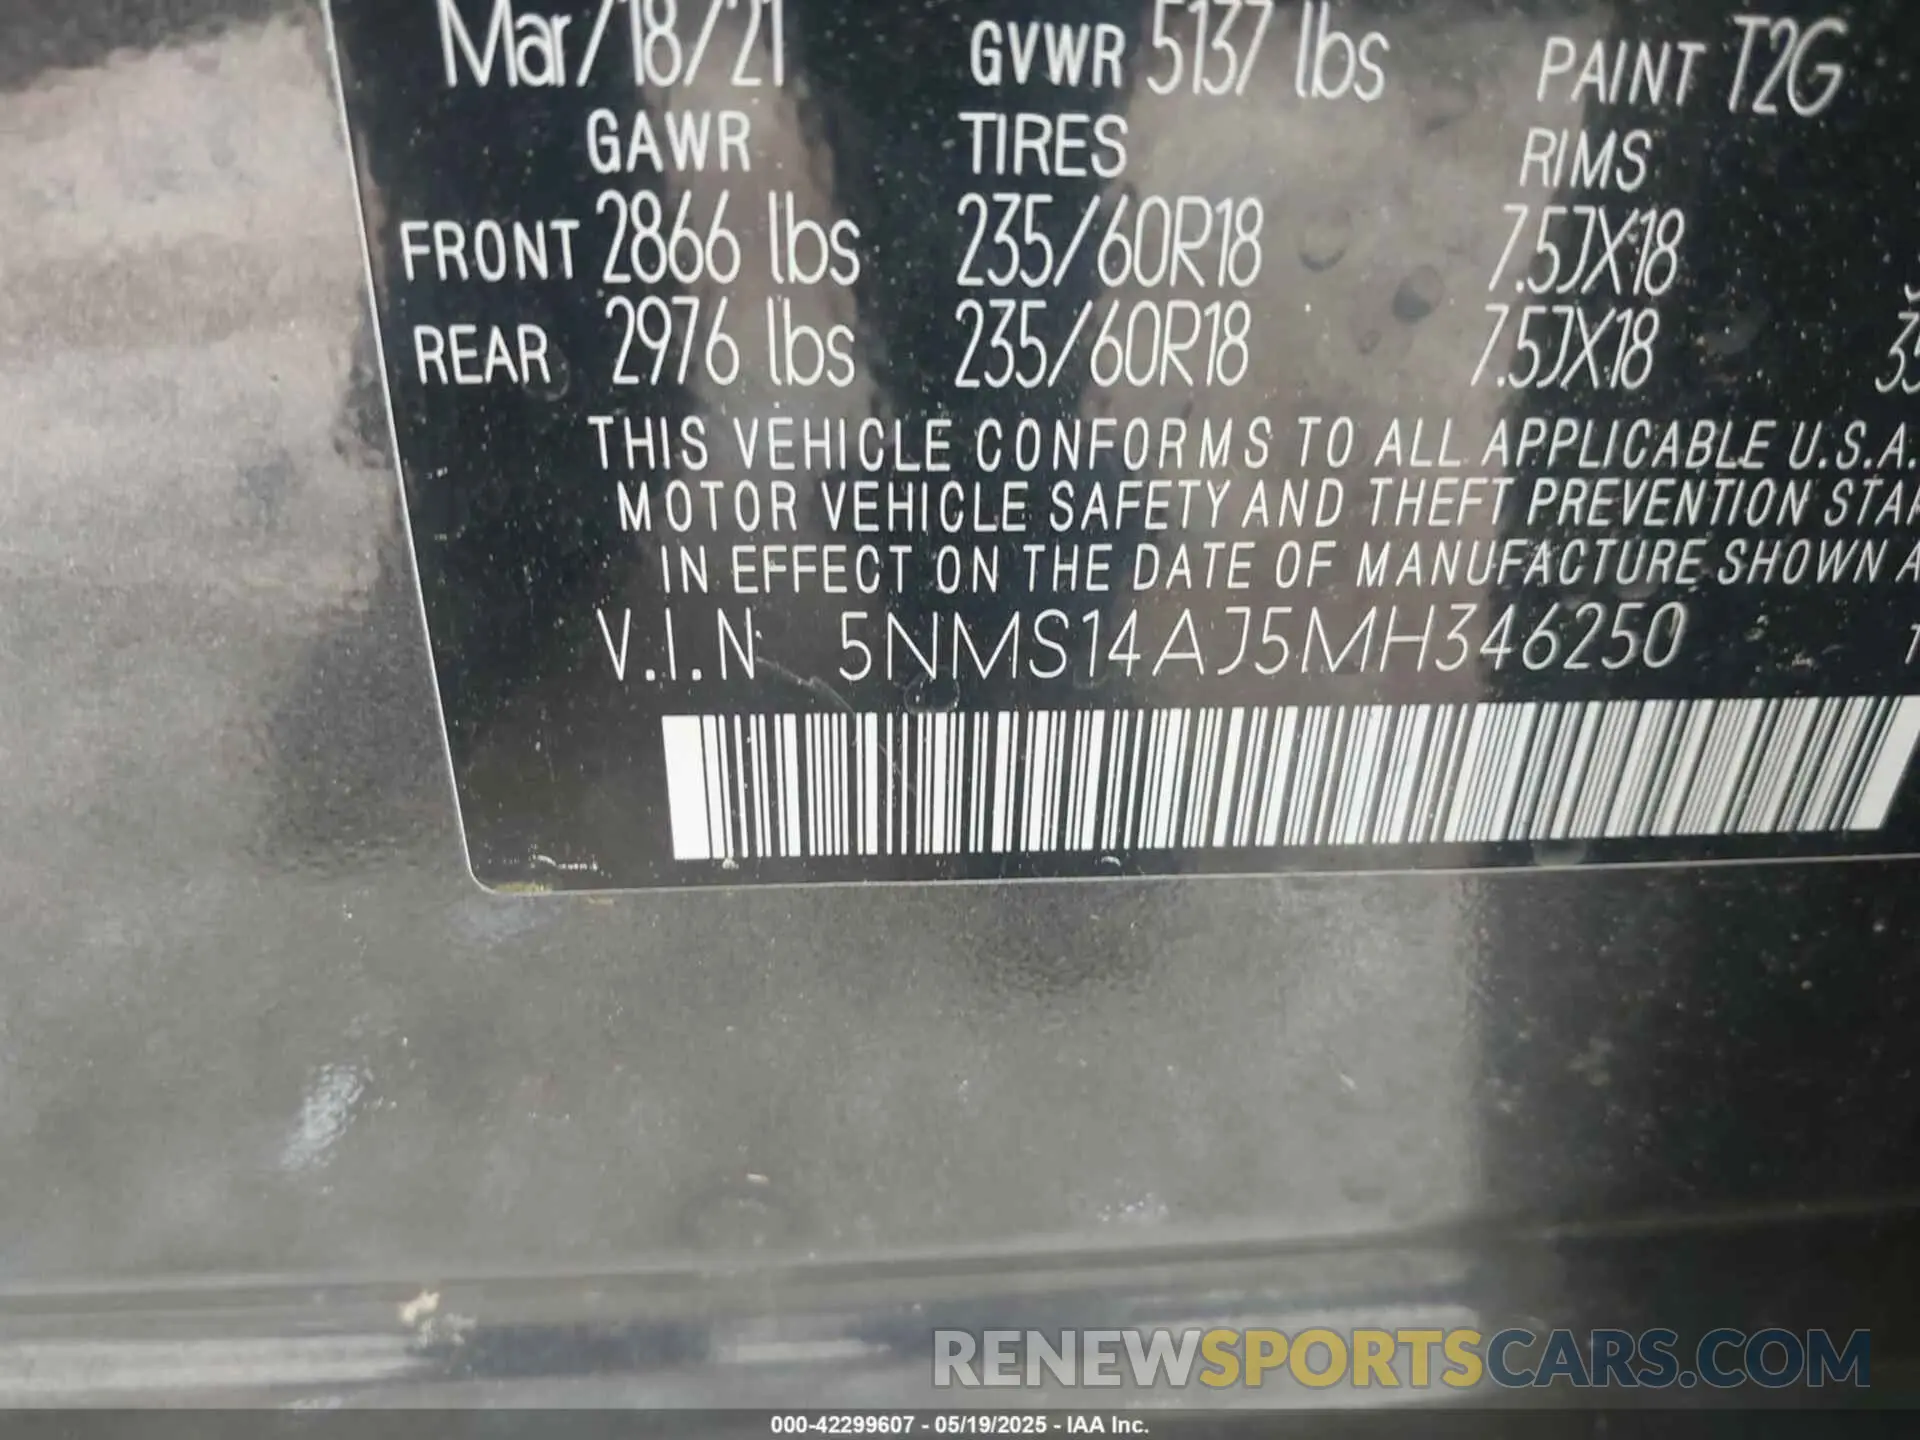 Mar/18/21 GVWR 5137 lbs PAINT T2G
GAWR TIRES RIMS
FRONT 2866 lbs 235/60R18 7.5JX18
REAR 2976 lbs 235/60R18 7.5JX18 35
THIS VEHICLE CONFORMS TO ALL APPLICABLE U.S.A.
MOTOR VEHICLE SAFETY AND THEFT PREVENTION STA
IN EFFECT ON THE DATE OF MANUFACTURE SHOWN A
V.I.N 5NMS14AJ5MH346250
RENEWSPORTSCARS.COM
000-42299607 - 05/19/2025 - IAA Inc.